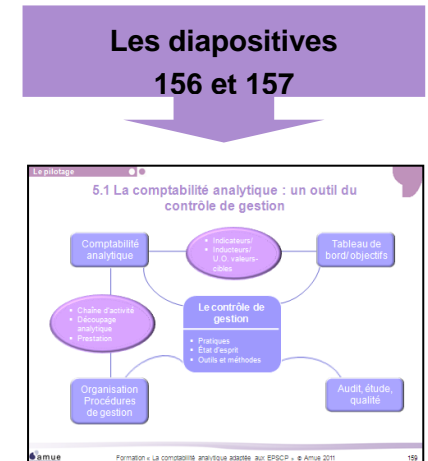 Les diapositives
156 et 157
Le pilotage
5.1 La comptabilité analytique : un outil du
contrôle de gestion
Comptabilité
analytique
• Indicateurs/
• Inducteurs/
• U.O. valeurs-
cibles
Tableau de
bord/objectifs
• Chaîne d'activité
• Découpage
analytique
• Prestation
Le contrôle de
gestion
• Pratiques
• État d'esprit
• Outils et méthodes
Organisation
Procédures
de gestion
Audit, étude,
qualité
amue
Formation « La comptabilité analytique adaptée aux EPSCP » © Amue 2011
159